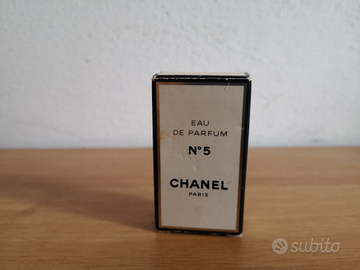 EAU
DE PARFUM
N°5
CHANEL
PARIS
subito